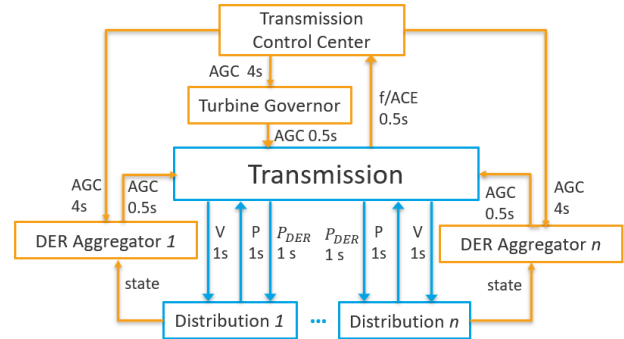 Transmission
Control Center
AGC 4s
Turbine Governor
f/ACE
0.5s
AGC 0.5s
Transmission
AGC
4s
AGC
0.5s
AGC
0.5s
AGC
4s
DER Aggregator 1
V
1s
P
1s
P_DER
1 s
P_DER
1 s
P
1s
V
1s
DER Aggregator n
state
state
Distribution 1
...
Distribution n